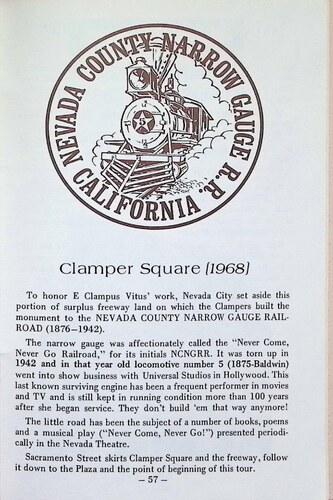 NEVADA COUNTY NARROW GAUGE R.R.
CALIFORNIA
5
Clamper Square [1968]
To honor E Clampus Vitus' work, Nevada City set aside this
portion of surplus freeway land on which the Clampers built the
monument to the NEVADA COUNTY NARROW GAUGE RAIL-
ROAD (1876–1942).
The narrow gauge was affectionately called the "Never Come,
Never Go Railroad," for its initials NCNGRR. It was torn up in
1942 and in that year old locomotive number 5 (1875-Baldwin)
went into show business with Universal Studios in Hollywood. This
last known surviving engine has been a frequent performer in movies
and TV and is still kept in running condition more than 100 years
after she began service. They don't build 'em that way anymore!
The little road has been the subject of a number of books, poems
and a musical play ("Never Come, Never Go!") presented periodi-
cally in the Nevada Theatre.
Sacramento Street skirts Clamper Square and the freeway, follow
it down to the Plaza and the point of beginning of this tour.
– 57 –